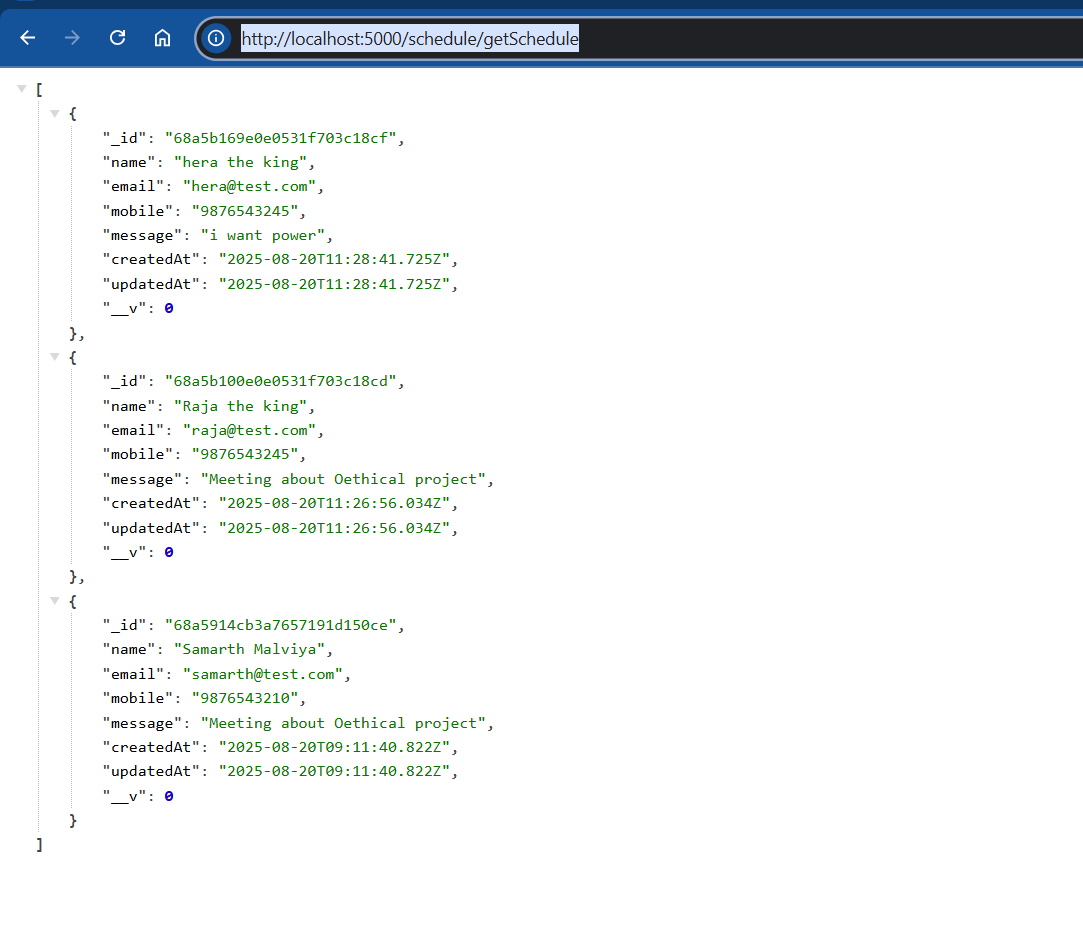 http://localhost:5000/schedule/getSchedule
[
{
"_id": "68a5b169e0e0531f703c18cf",
"name": "hera the king",
"email": "hera@test.com",
"mobile": "9876543245",
"message": "i want power",
"createdAt": "2025-08-20T11:28:41.725Z",
"updatedAt": "2025-08-20T11:28:41.725Z",
"__v": 0
},
{
"_id": "68a5b100e0e0531f703c18cd",
"name": "Raja the king",
"email": "raja@test.com",
"mobile": "9876543245",
"message": "Meeting about Oethical project",
"createdAt": "2025-08-20T11:26:56.034Z",
"updatedAt": "2025-08-20T11:26:56.034Z",
"__v": 0
},
{
"_id": "68a5914cb3a7657191d150ce",
"name": "Samarth Malviya",
"email": "samarth@test.com",
"mobile": "9876543210",
"message": "Meeting about Oethical project",
"createdAt": "2025-08-20T09:11:40.822Z",
"updatedAt": "2025-08-20T09:11:40.822Z",
"__v": 0
}
]